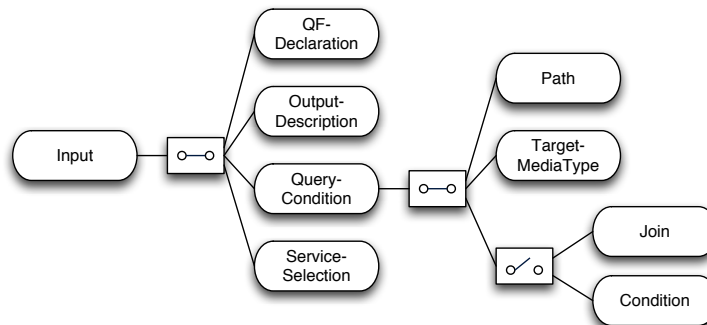 Input
QF-
Declaration
Output-
Description
Query-
Condition
Service-
Selection
Path
Target-
MediaType
Join
Condition